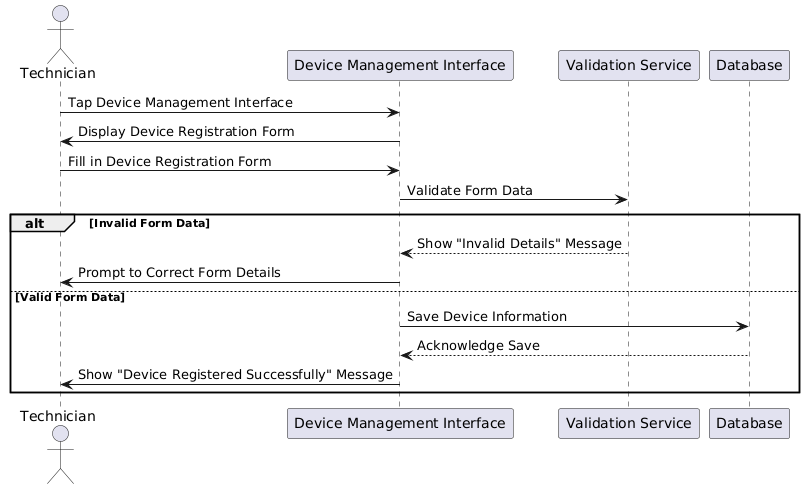 Technician
Device Management Interface
Validation Service
Database
Tap Device Management Interface
Display Device Registration Form
Fill in Device Registration Form
Validate Form Data
alt
[Invalid Form Data]
Show "Invalid Details" Message
Prompt to Correct Form Details
[Valid Form Data]
Save Device Information
Acknowledge Save
Show "Device Registered Successfully" Message
Technician
Device Management Interface
Validation Service
Database